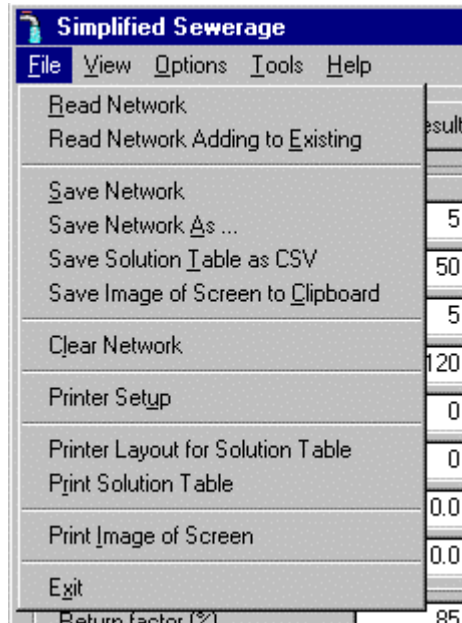 Simplified Sewerage
File View Options Tools Help
Read Network
Read Network Adding to Existing
Save Network
Save Network As ...
Save Solution Table as CSV
Save Image of Screen to Clipboard
Clear Network
Printer Setup
Printer Layout for Solution Table
Print Solution Table
Print Image of Screen
Exit
esult
5
50
5
120
0
0
0.0
0.0
Return factor (%) 85